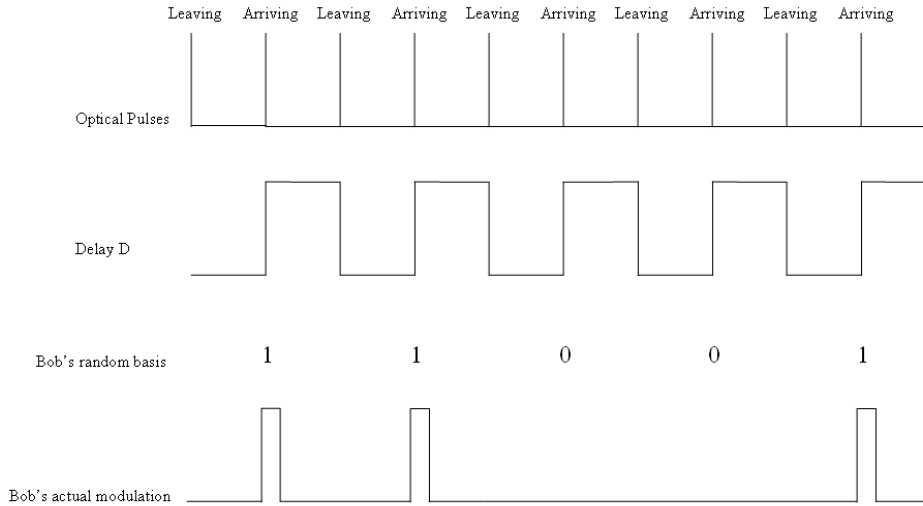 Leaving Arriving Leaving Arriving Leaving Arriving Leaving Arriving Leaving Arriving
Optical Pulses
Delay D
Bob's random basis 1 1 0 0 1
Bob's actual modulation